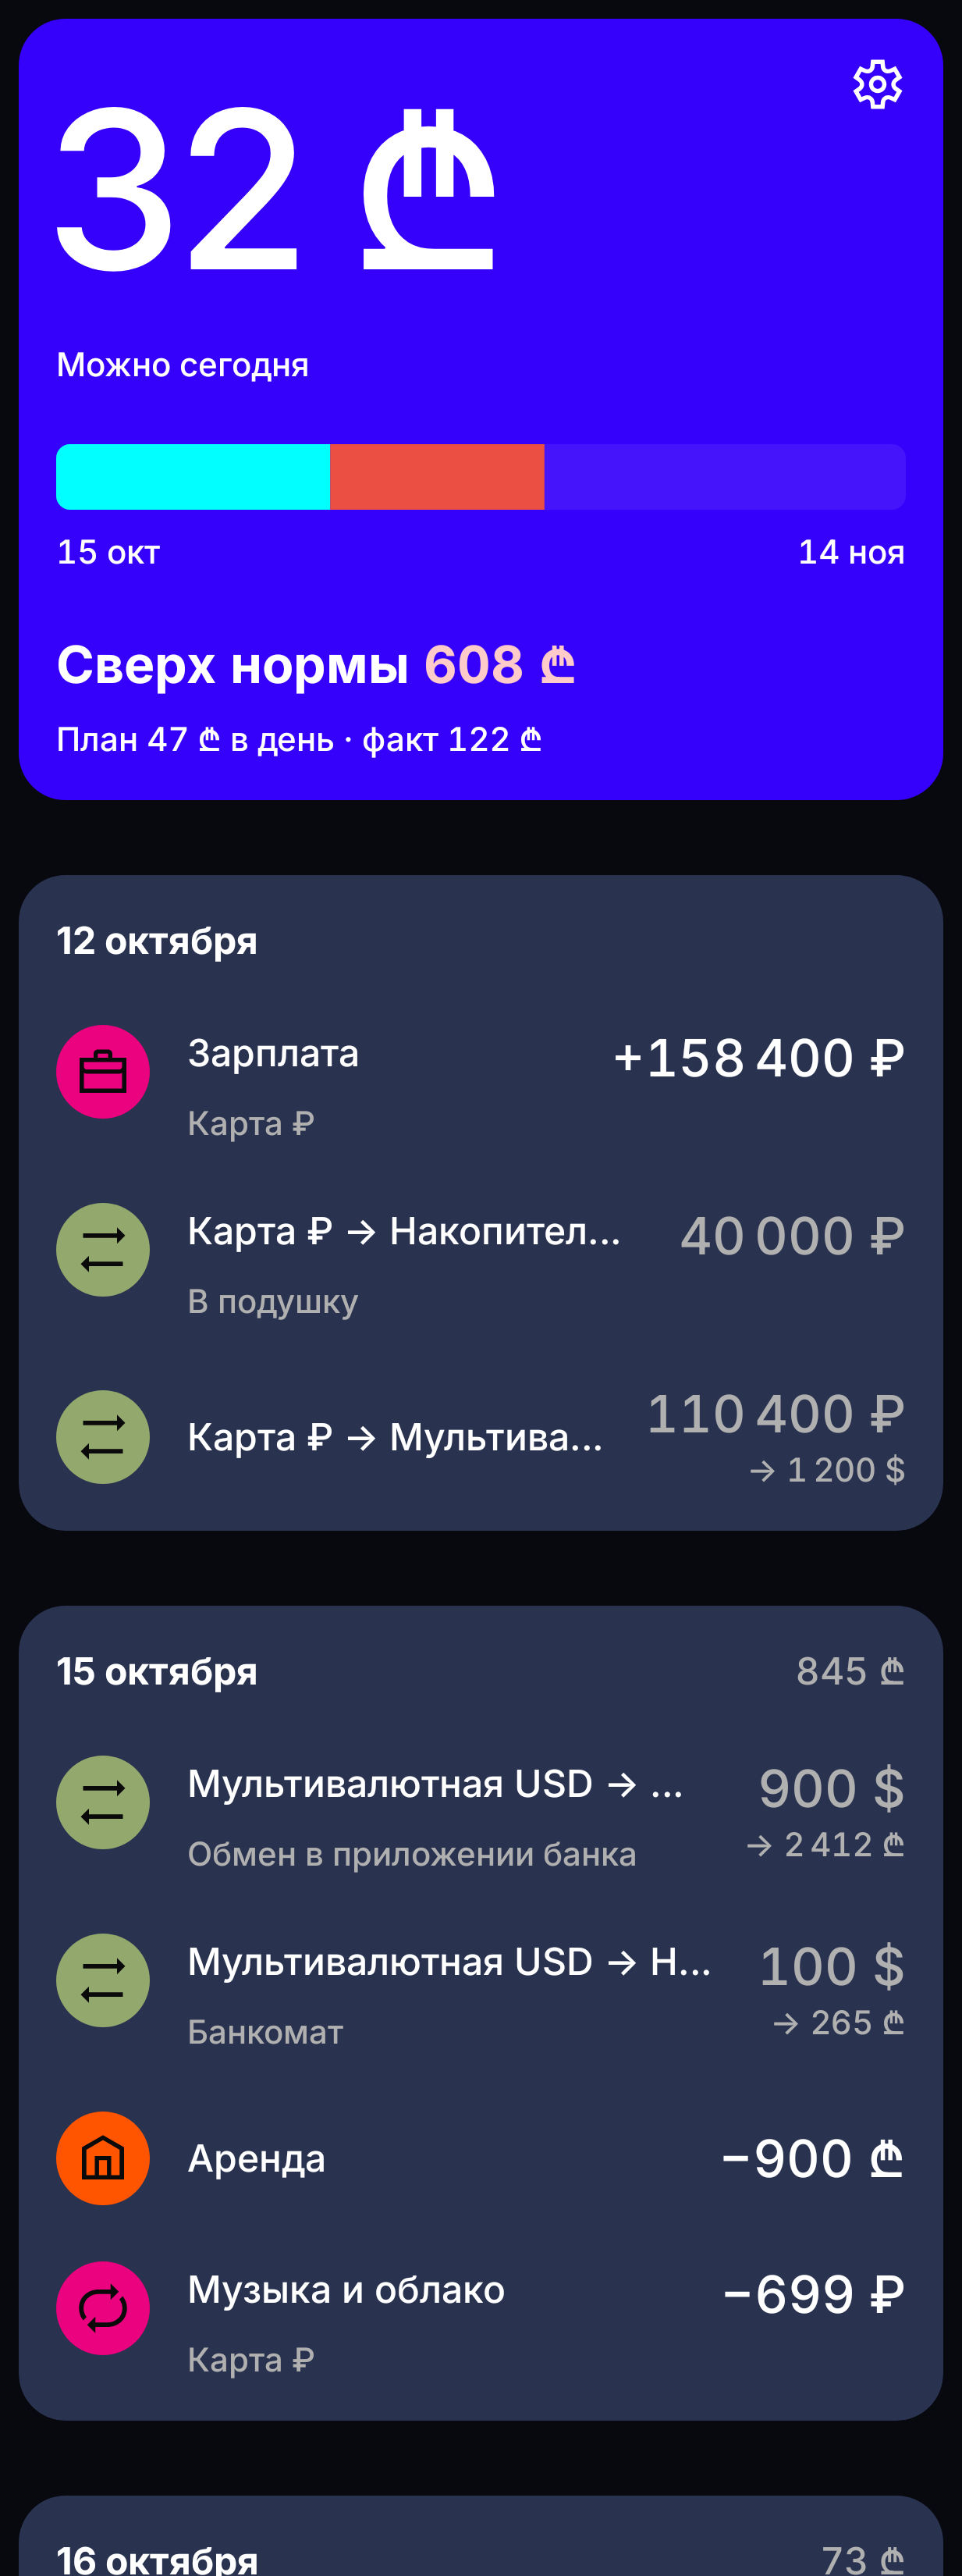 32 ₾
Можно сегодня
15 окт
14 ноя
Сверх нормы 608 ₾
План 47 ₾ в день · факт 122 ₾
12 октября
Зарплата
+158 400 ₽
Карта ₽
Карта ₽ → Накопител...
40 000 ₽
В подушку
Карта ₽ → Мультива...
110 400 ₽
→ 1 200 $
15 октября
845 ₾
Мультивалютная USD → ...
900 $
Обмен в приложении банка
→ 2 412 ₾
Мультивалютная USD → Н...
100 $
Банкомат
→ 265 ₾
Аренда
−900 ₾
Музыка и облако
−699 ₽
Карта ₽
16 октября
73 ₾